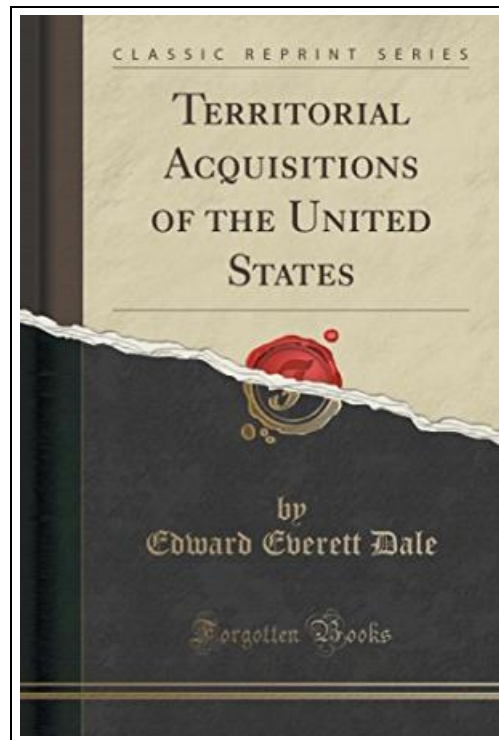 CLASSIC REPRINT SERIES
TERRITORIAL
ACQUISITIONS
OF THE UNITED
STATES
by
Edward Everett Dale
Forgotten Books